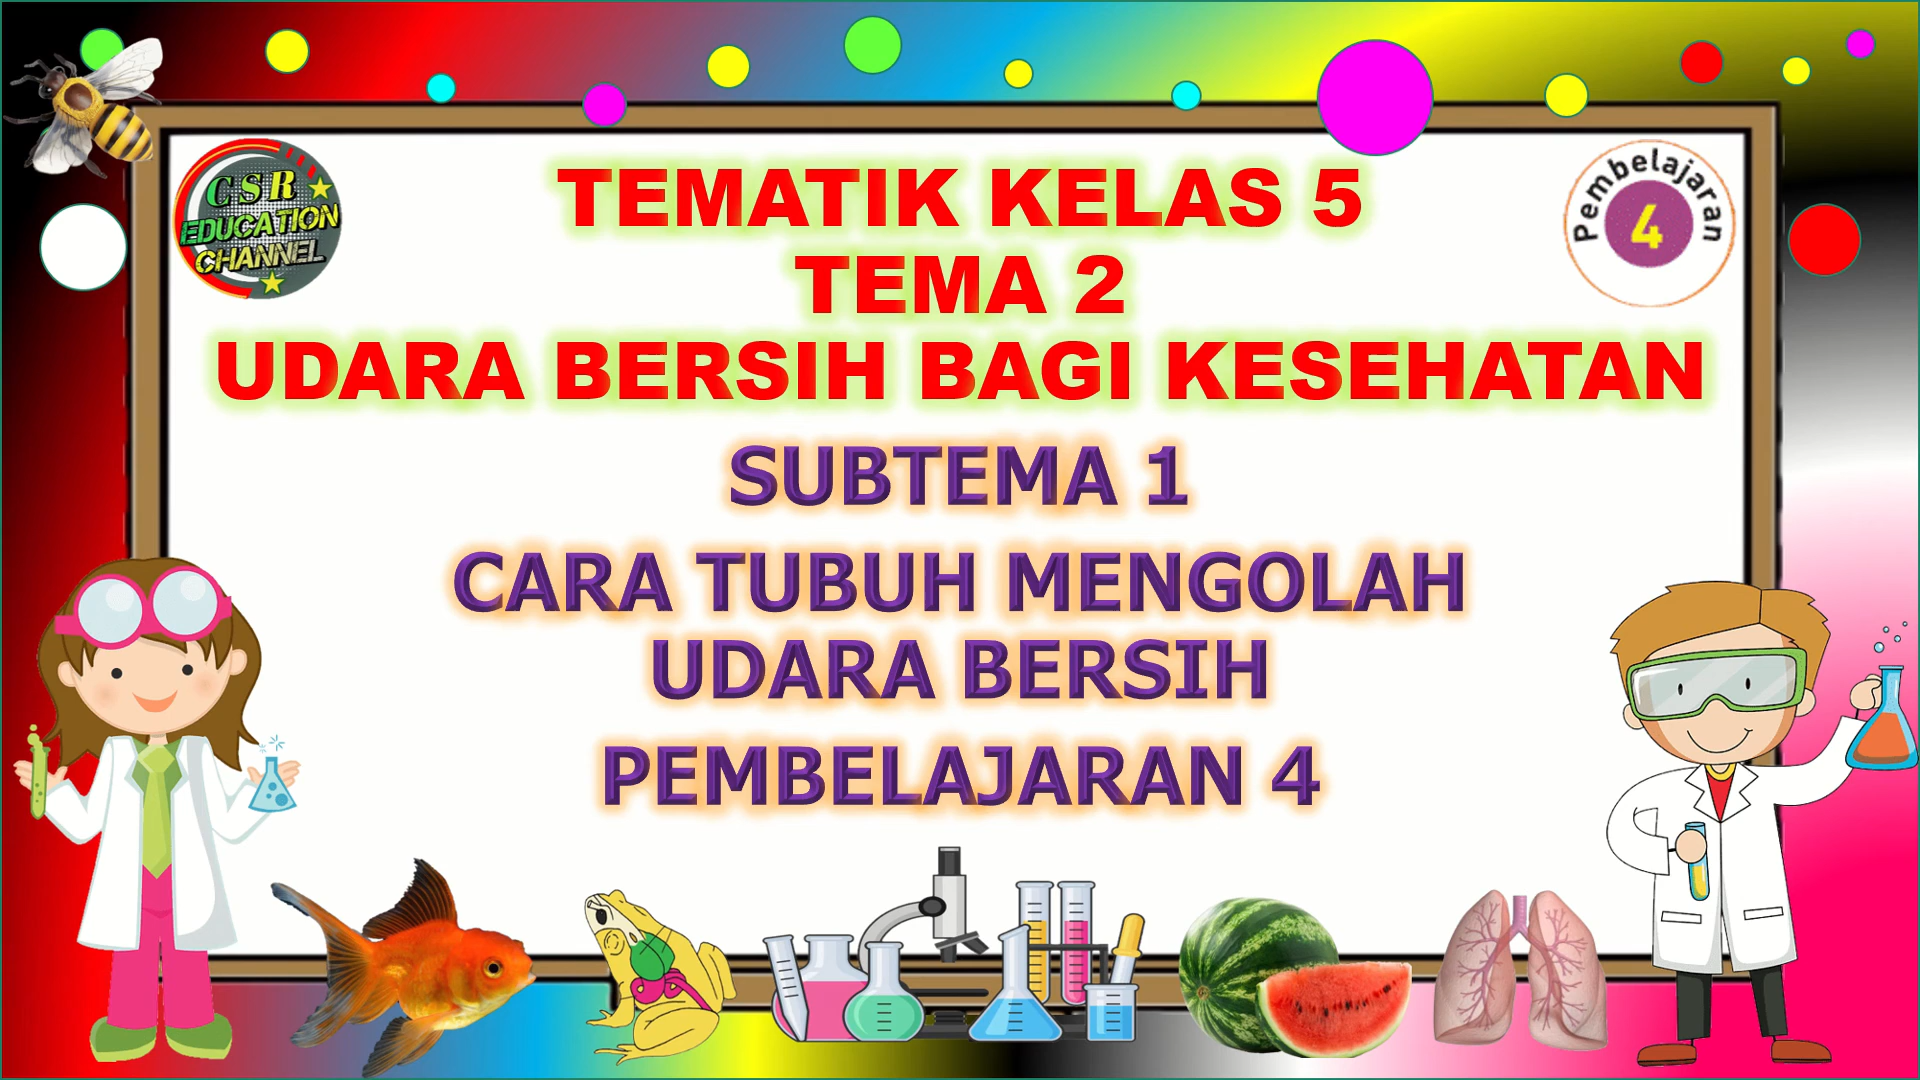 CSR
EDUCATION
CHANNEL
Pembelajaran
4
TEMATIK KELAS 5
TEMA 2
UDARA BERSIH BAGI KESEHATAN
SUBTEMA 1
CARA TUBUH MENGOLAH
UDARA BERSIH
PEMBELAJARAN 4